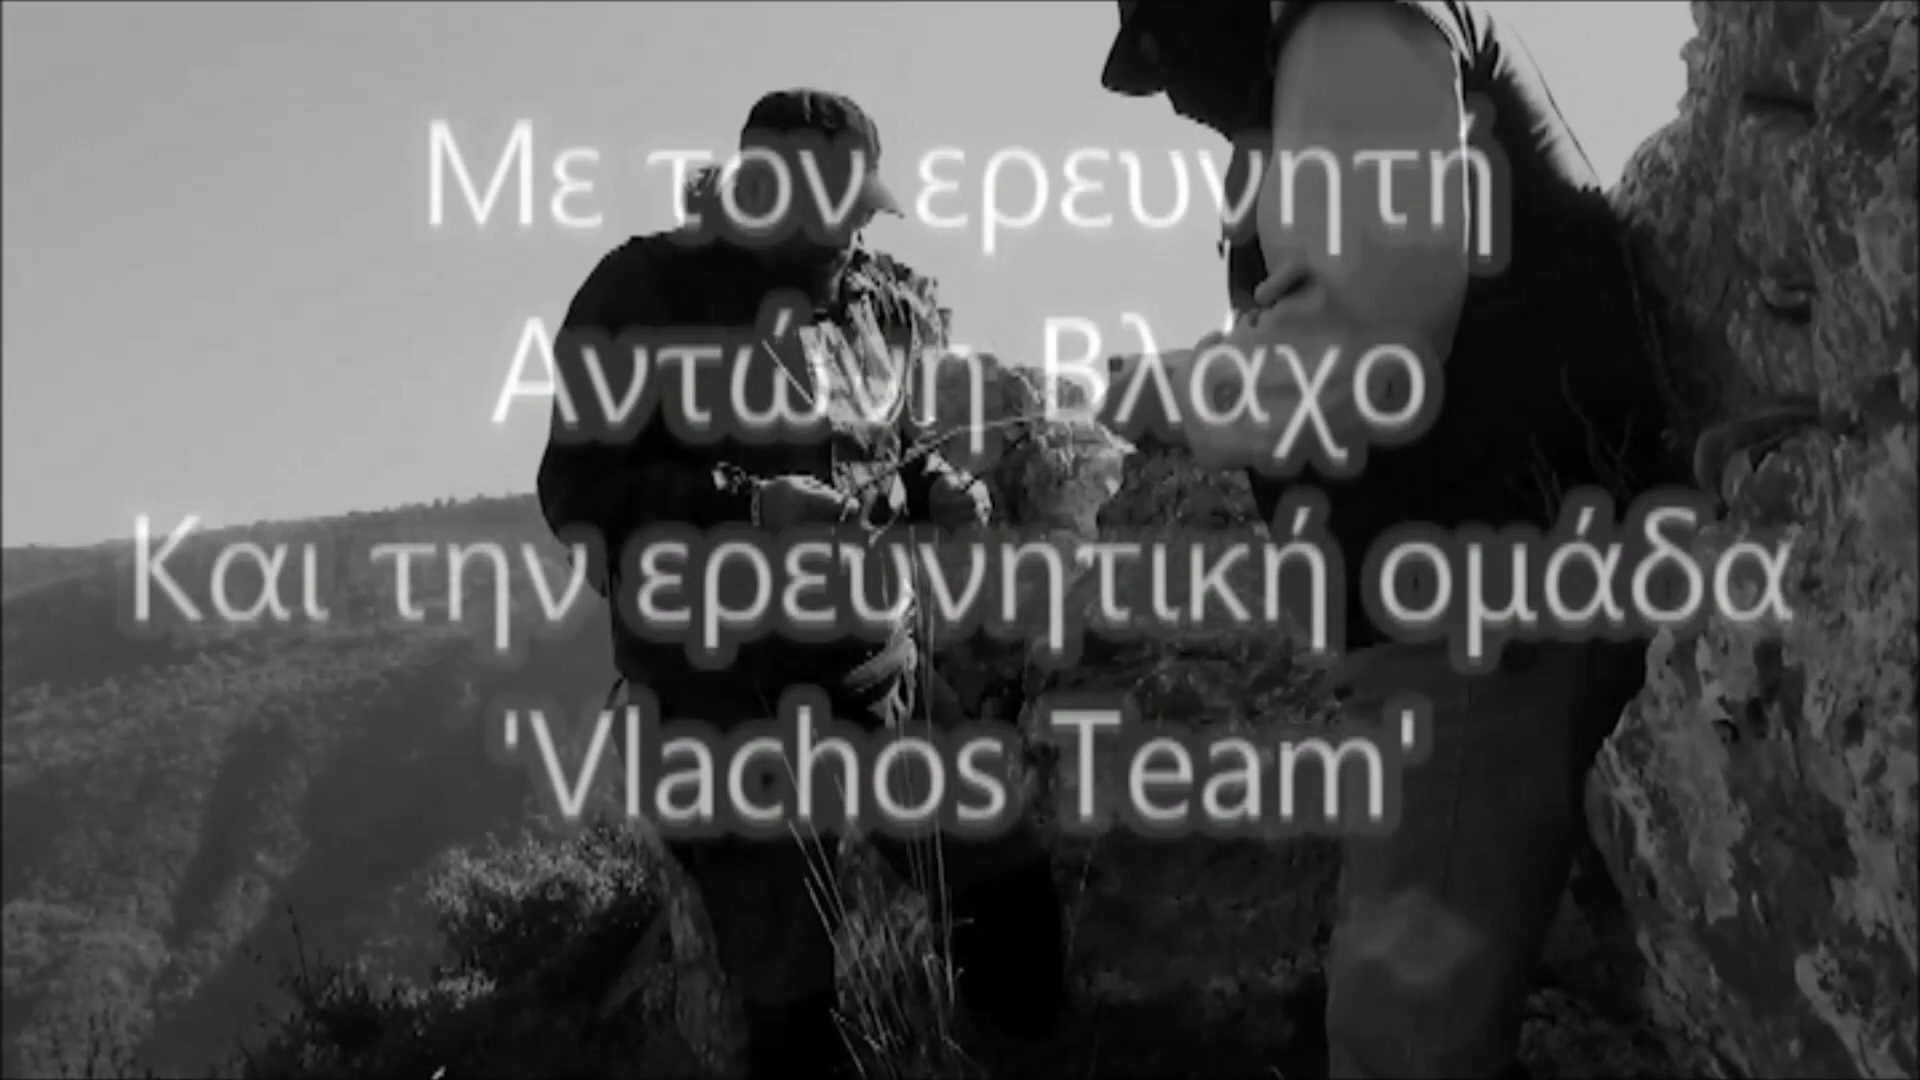 Με τον ερευνητή
Αντώνη Βλάχο
Και την ερευνητική ομάδα
'Vlachos Team'